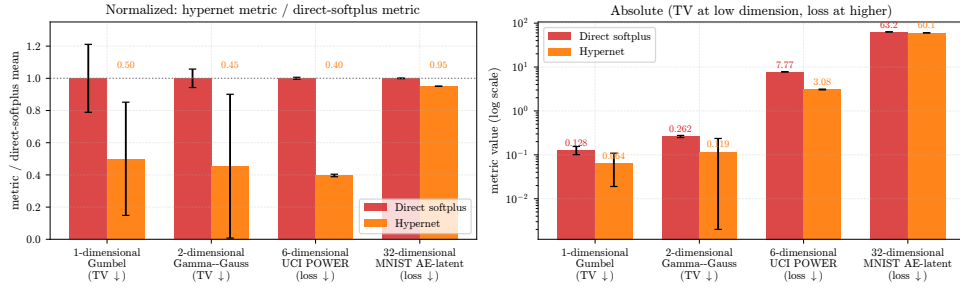 Normalized: hypernet metric / direct-softplus metric
metric / direct-softplus mean
1.2
1.0
0.8
0.6
0.4
0.2
0.0
0.50
0.45
0.40
0.95
Direct softplus
Hypernet
1-dimensional
Gumbel
(TV ↓)
2-dimensional
Gamma--Gauss
(TV ↓)
6-dimensional
UCI POWER
(loss ↓)
32-dimensional
MNIST AE-latent
(loss ↓)
Absolute (TV at low dimension, loss at higher)
metric value (log scale)
10²
10¹
10⁰
10⁻¹
10⁻²
Direct softplus
Hypernet
0.128
0.064
0.262
0.119
7.77
3.08
63.2
60.1
1-dimensional
Gumbel
(TV ↓)
2-dimensional
Gamma--Gauss
(TV ↓)
6-dimensional
UCI POWER
(loss ↓)
32-dimensional
MNIST AE-latent
(loss ↓)